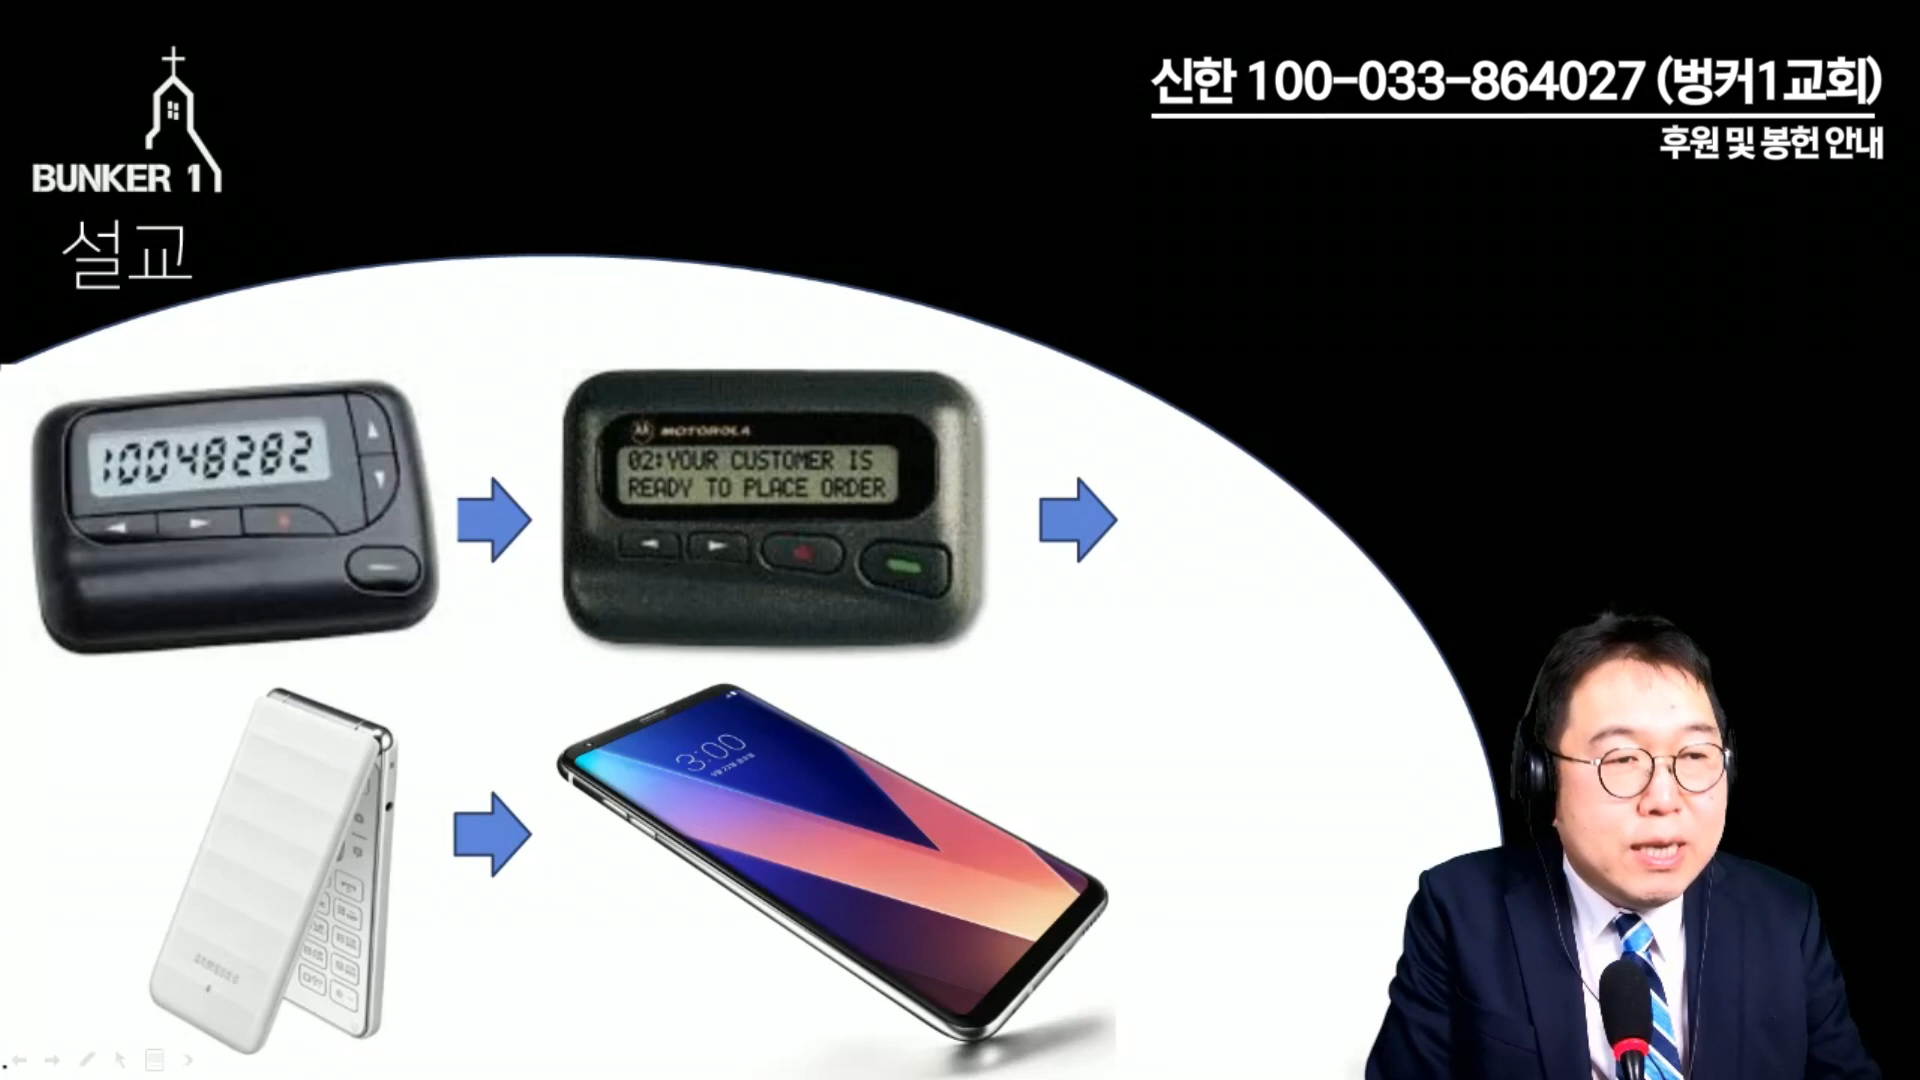 BUNKER 1
설교
신한 100-033-864027 (벙커1교회)
후원 및 봉헌 안내
10048282
MOTOROLA
02:YOUR CUSTOMER IS
READY TO PLACE ORDER
SAMSUNG
3:00